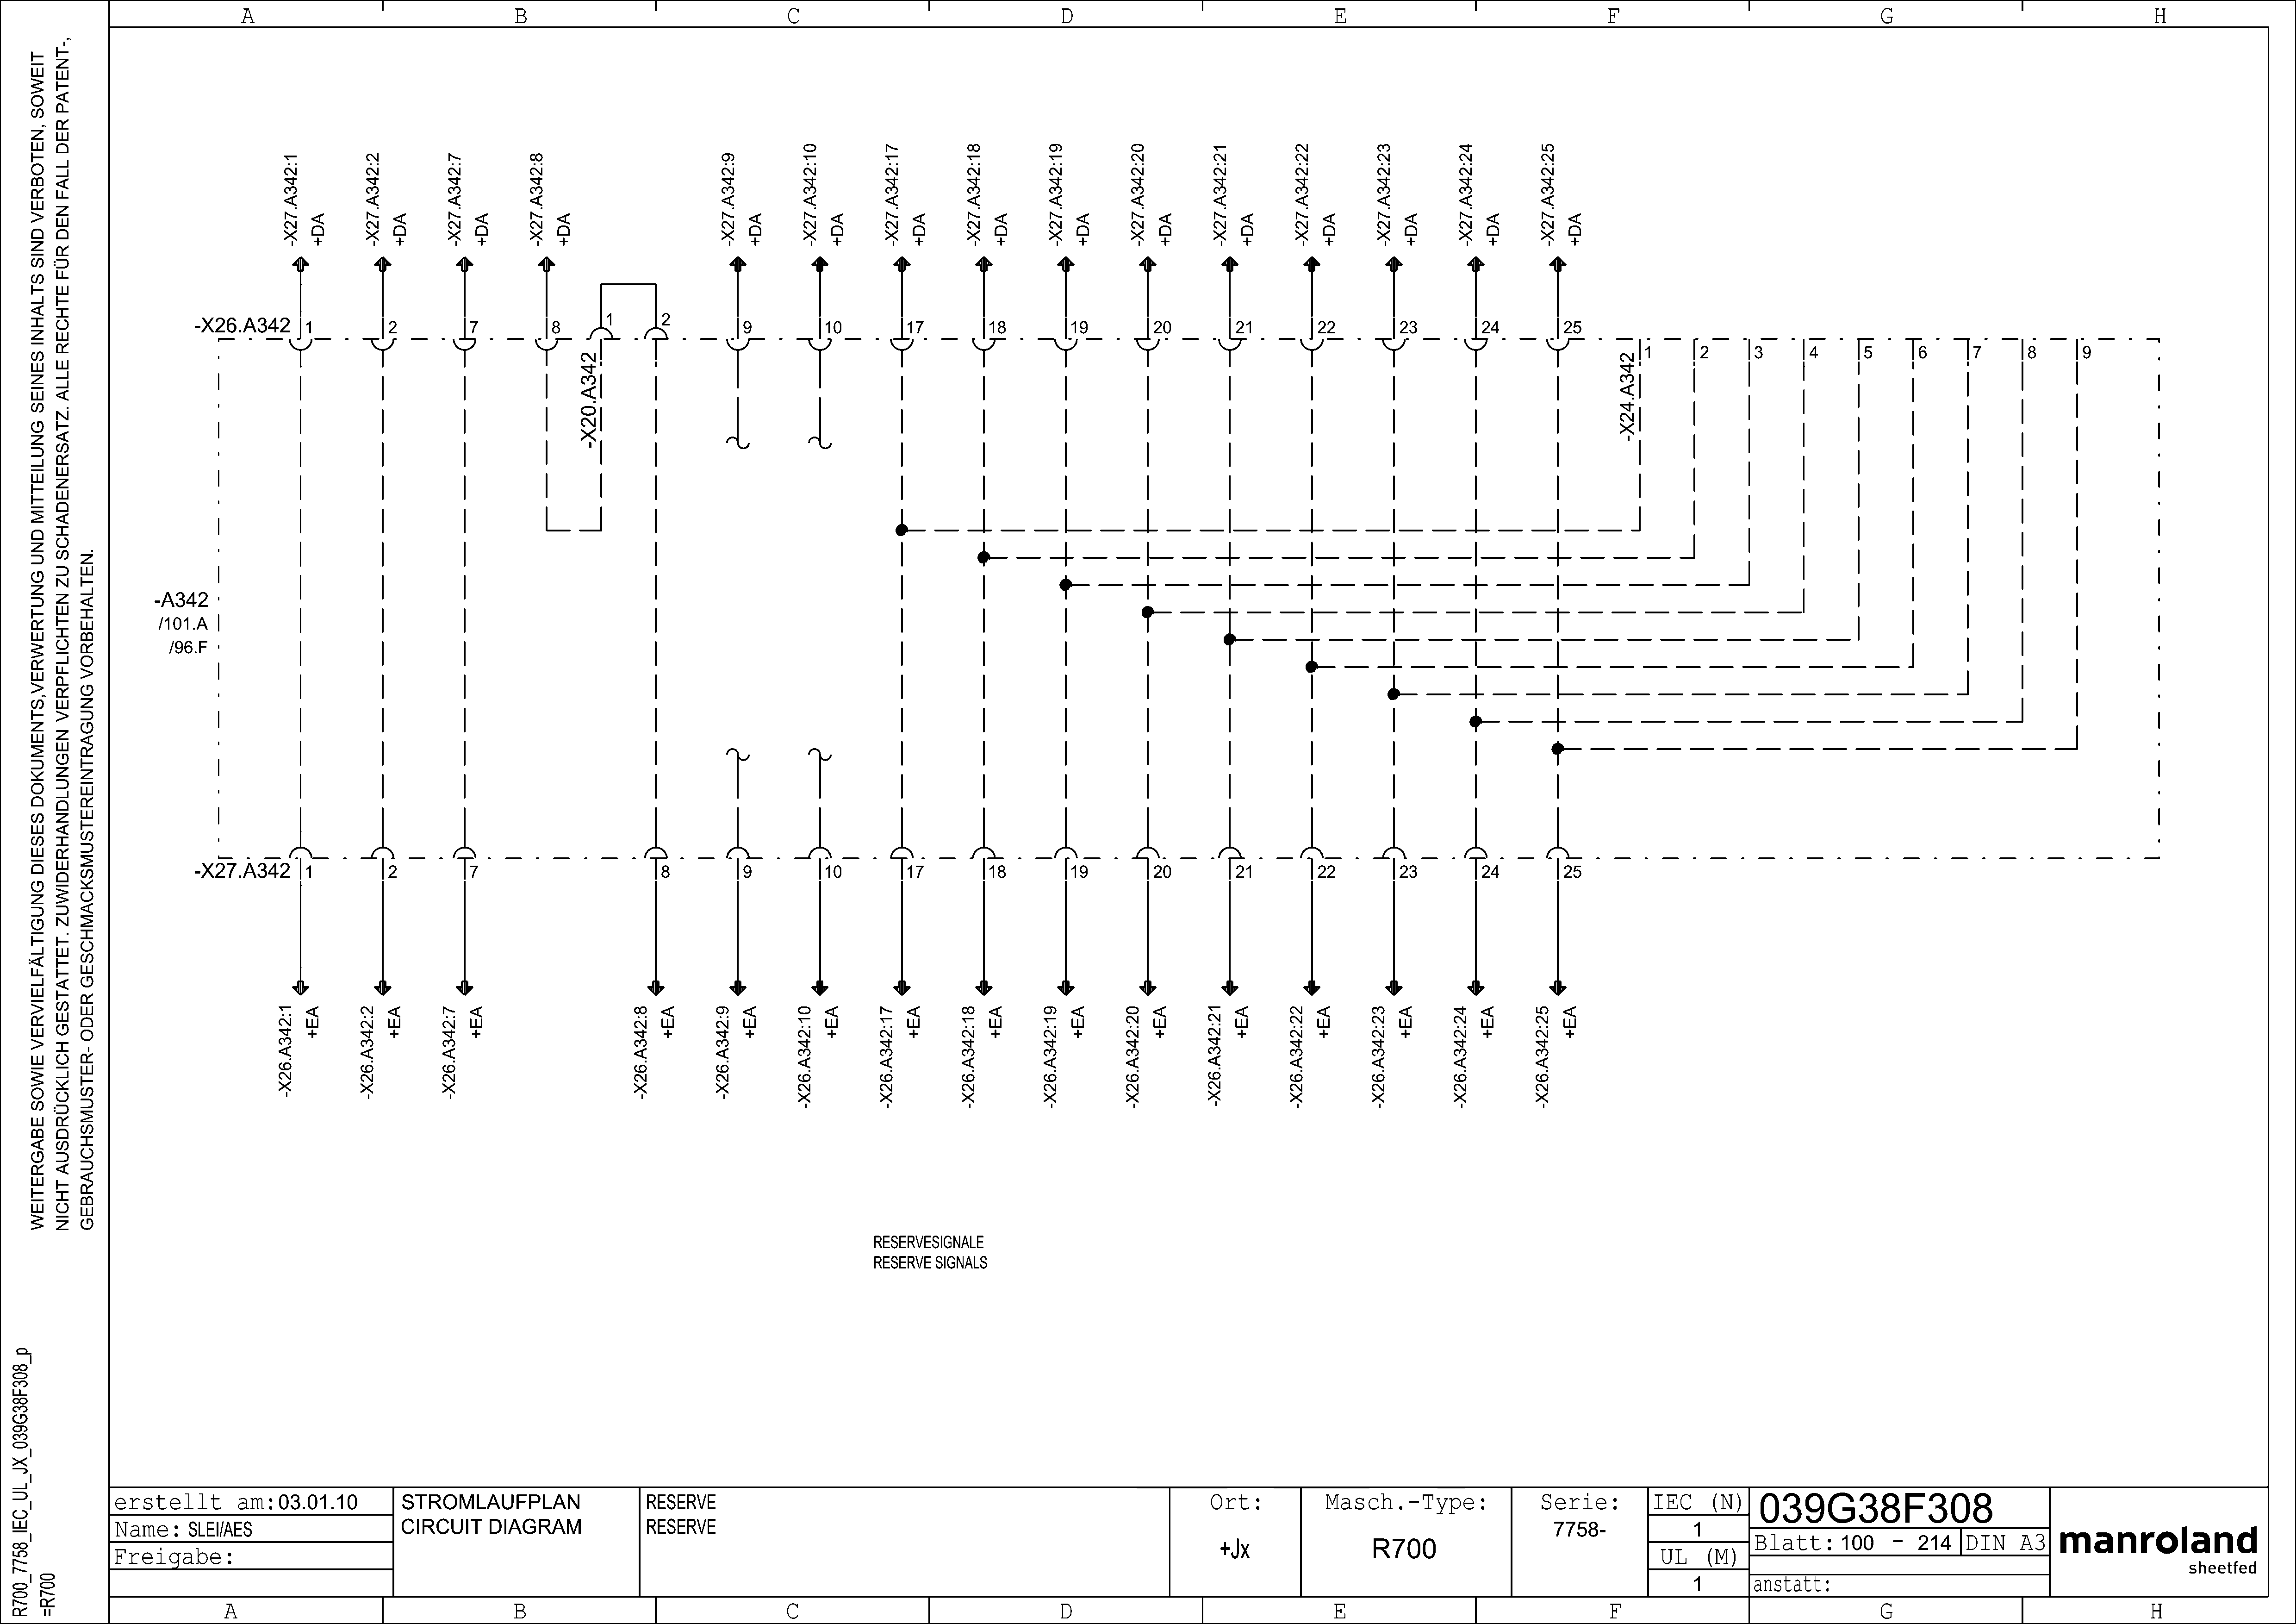 A B C D E F G H
WEITERGABE SOWIE VERVIELFÄLTIGUNG DIESES DOKUMENTS,VERWERTUNG UND MITTEILUNG SEINES INHALTS SIND VERBOTEN, SOWEIT
NICHT AUSDRÜCKLICH GESTATTET. ZUWIDERHANDLUNGEN VERPFLICHTEN ZU SCHADENERSATZ. ALLE RECHTE FÜR DEN FALL DER PATENT-,
GEBRAUCHSMUSTER- ODER GESCHMACKSMUSTEREINTRAGUNG VORBEHALTEN.
-X27.A342:1
+DA
-X27.A342:2
+DA
-X27.A342:7
+DA
-X27.A342:8
+DA
-X27.A342:9
+DA
-X27.A342:10
+DA
-X27.A342:17
+DA
-X27.A342:18
+DA
-X27.A342:19
+DA
-X27.A342:20
+DA
-X27.A342:21
+DA
-X27.A342:22
+DA
-X27.A342:23
+DA
-X27.A342:24
+DA
-X27.A342:25
+DA
-X26.A342 1 2 7 8 1 2 9 10 17 18 19 20 21 22 23 24 25
-X20.A342
-X24.A342
1 2 3 4 5 6 7 8 9
-A342
/101.A
/96.F
-X27.A342 1 2 7 8 9 10 17 18 19 20 21 22 23 24 25
-X26.A342:1
+EA
-X26.A342:2
+EA
-X26.A342:7
+EA
-X26.A342:8
+EA
-X26.A342:9
+EA
-X26.A342:10
+EA
-X26.A342:17
+EA
-X26.A342:18
+EA
-X26.A342:19
+EA
-X26.A342:20
+EA
-X26.A342:21
+EA
-X26.A342:22
+EA
-X26.A342:23
+EA
-X26.A342:24
+EA
-X26.A342:25
+EA
RESERVESIGNALE
RESERVE SIGNALS
R700_7758_IEC_UL_JX_039G38F308_p
=R700
erstellt am: 03.01.10
Name: SLEI/AES
Freigabe:
STROMLAUFPLAN
CIRCUIT DIAGRAM
RESERVE
RESERVE
Ort:
+Jx
Masch.-Type:
R700
Serie:
7758-
IEC (N)
1
UL (M)
1
039G38F308
Blatt: 100 - 214 DIN A3
anstatt:
manroland
sheetfed
A B C D E F G H